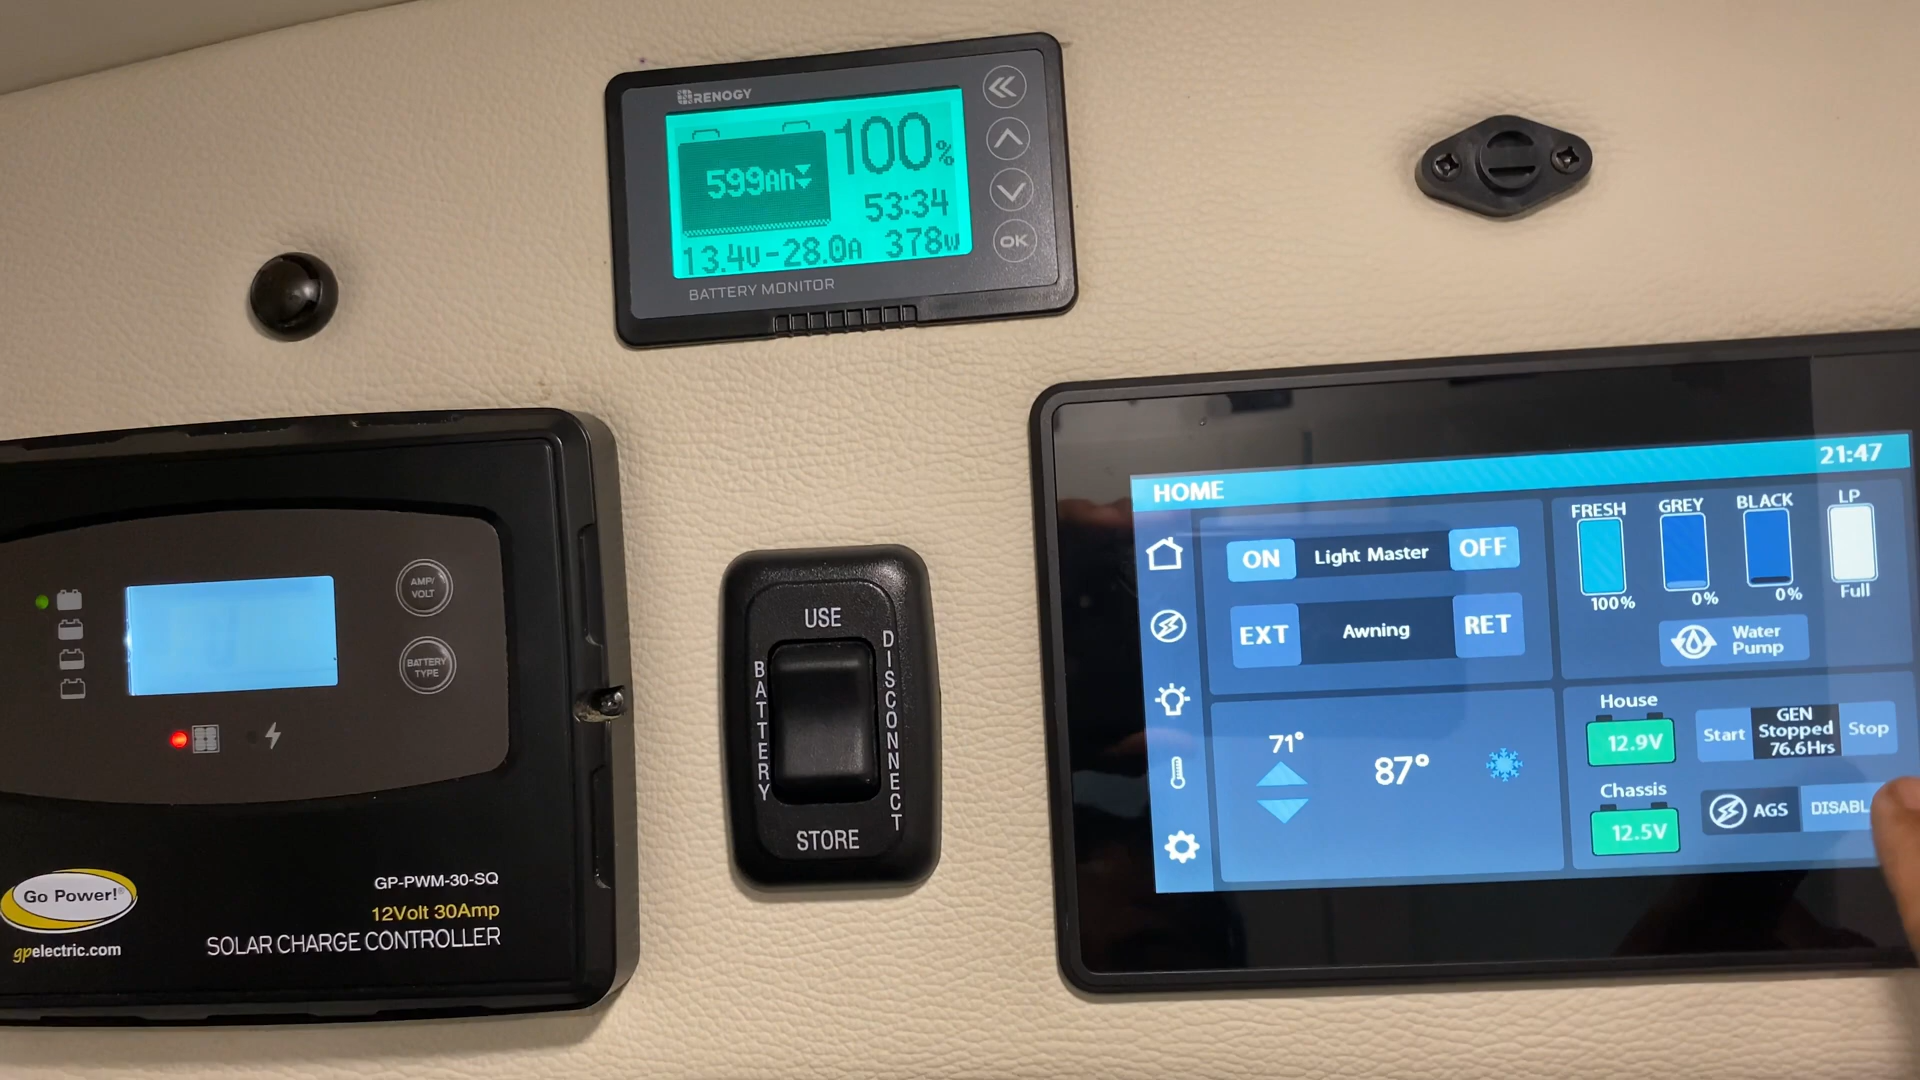 RENOGY
100%
599Ah
53:34
13.4V-28.0A 378W
OK
BATTERY MONITOR
AMP/
VOLT
BATTERY
TYPE
Go Power!®
gpelectric.com
GP-PWM-30-SQ
12Volt 30Amp
SOLAR CHARGE CONTROLLER
USE
BATTERY
DISCONNECT
STORE
21:47
HOME
ON Light Master OFF
EXT Awning RET
FRESH GREY BLACK LP
100% 0% 0% Full
Water
Pump
71°
87°
House
12.9V
Start
GEN
Stopped
76.6Hrs
Stop
Chassis
12.5V
AGS
DISABL